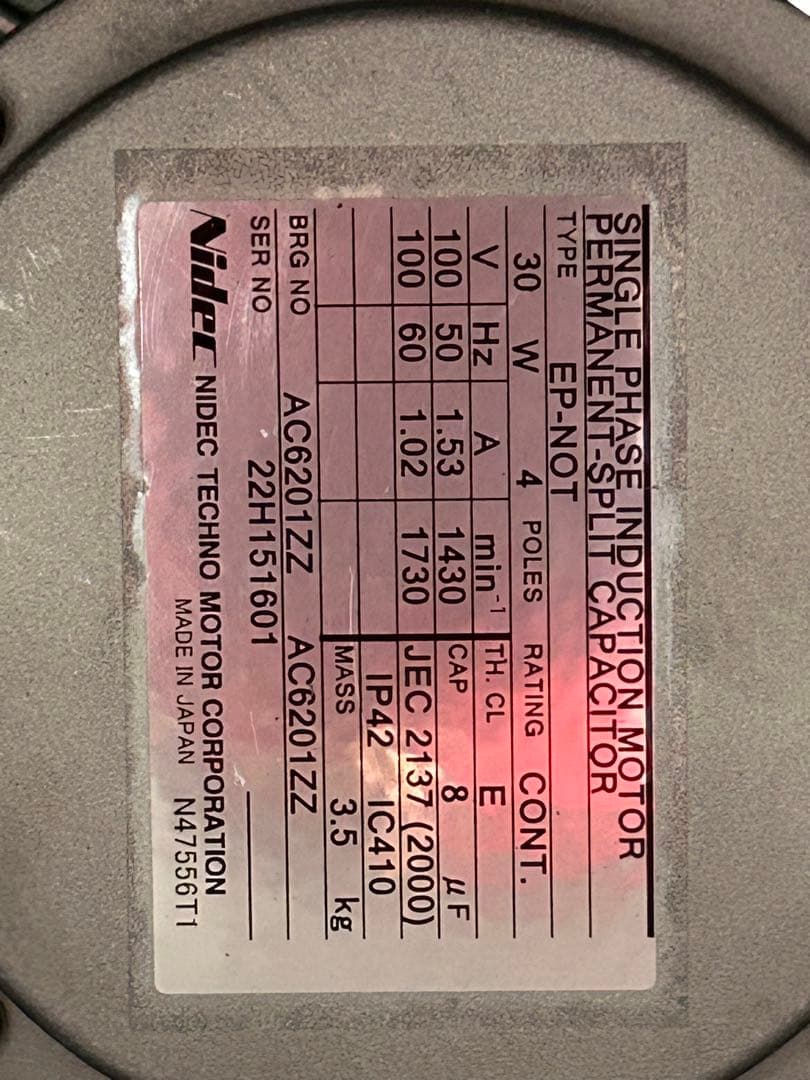 SINGLE PHASE INDUCTION MOTOR
PERMANENT-SPLIT CAPACITOR
TYPE EP-NOT
30 W 4 POLES RATING CONT.
V Hz A min⁻¹ TH. CL E
100 50 1.53 1430 CAP 8 μF
100 60 1.02 1730 JEC 2137 (2000)
IP42 IC410
MASS 3.5 kg
BRG NO AC6201ZZ AC6201ZZ
SER NO 22H151601
Nidec NIDEC TECHNO MOTOR CORPORATION
MADE IN JAPAN N47556T1